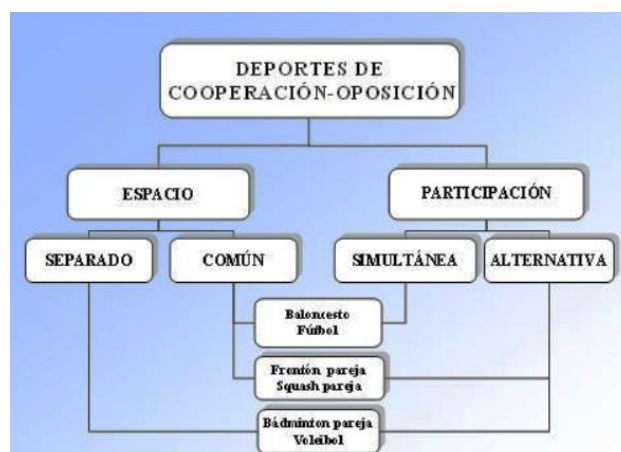 DEPORTES DE
COOPERACIÓN-OPOSICIÓN
ESPACIO
PARTICIPACIÓN
SEPARADO
COMÚN
SIMULTÁNEA
ALTERNATIVA
Baloncesto
Fútbol
Frontón pareja
Squash pareja
Bádminton pareja
Voleibol